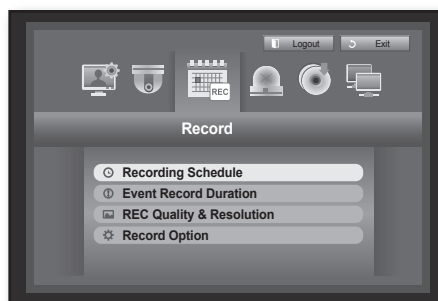 Logout Exit
REC
Record
Recording Schedule
Event Record Duration
REC Quality & Resolution
Record Option